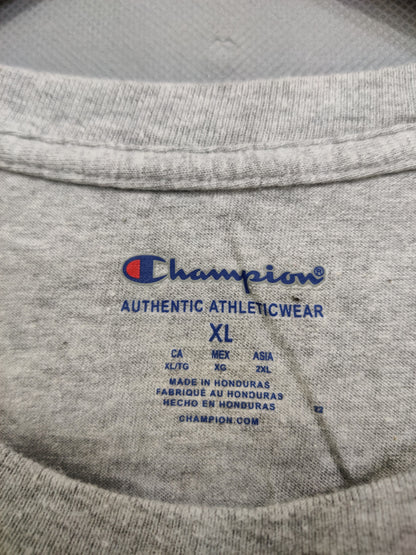 Champion®
AUTHENTIC ATHLETICWEAR
XL
CA MEX ASIA
XL/TG XG 2XL
MADE IN HONDURAS
FABRIQUÉ AU HONDURAS
HECHO EN HONDURAS
CHAMPION.COM